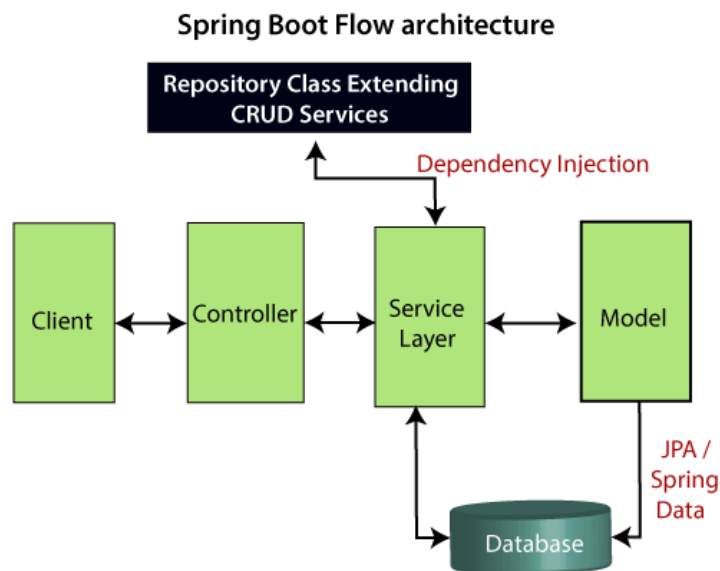 Spring Boot Flow architecture
Repository Class Extending
CRUD Services
Dependency Injection
Client
Controller
Service
Layer
Model
JPA /
Spring
Data
Database